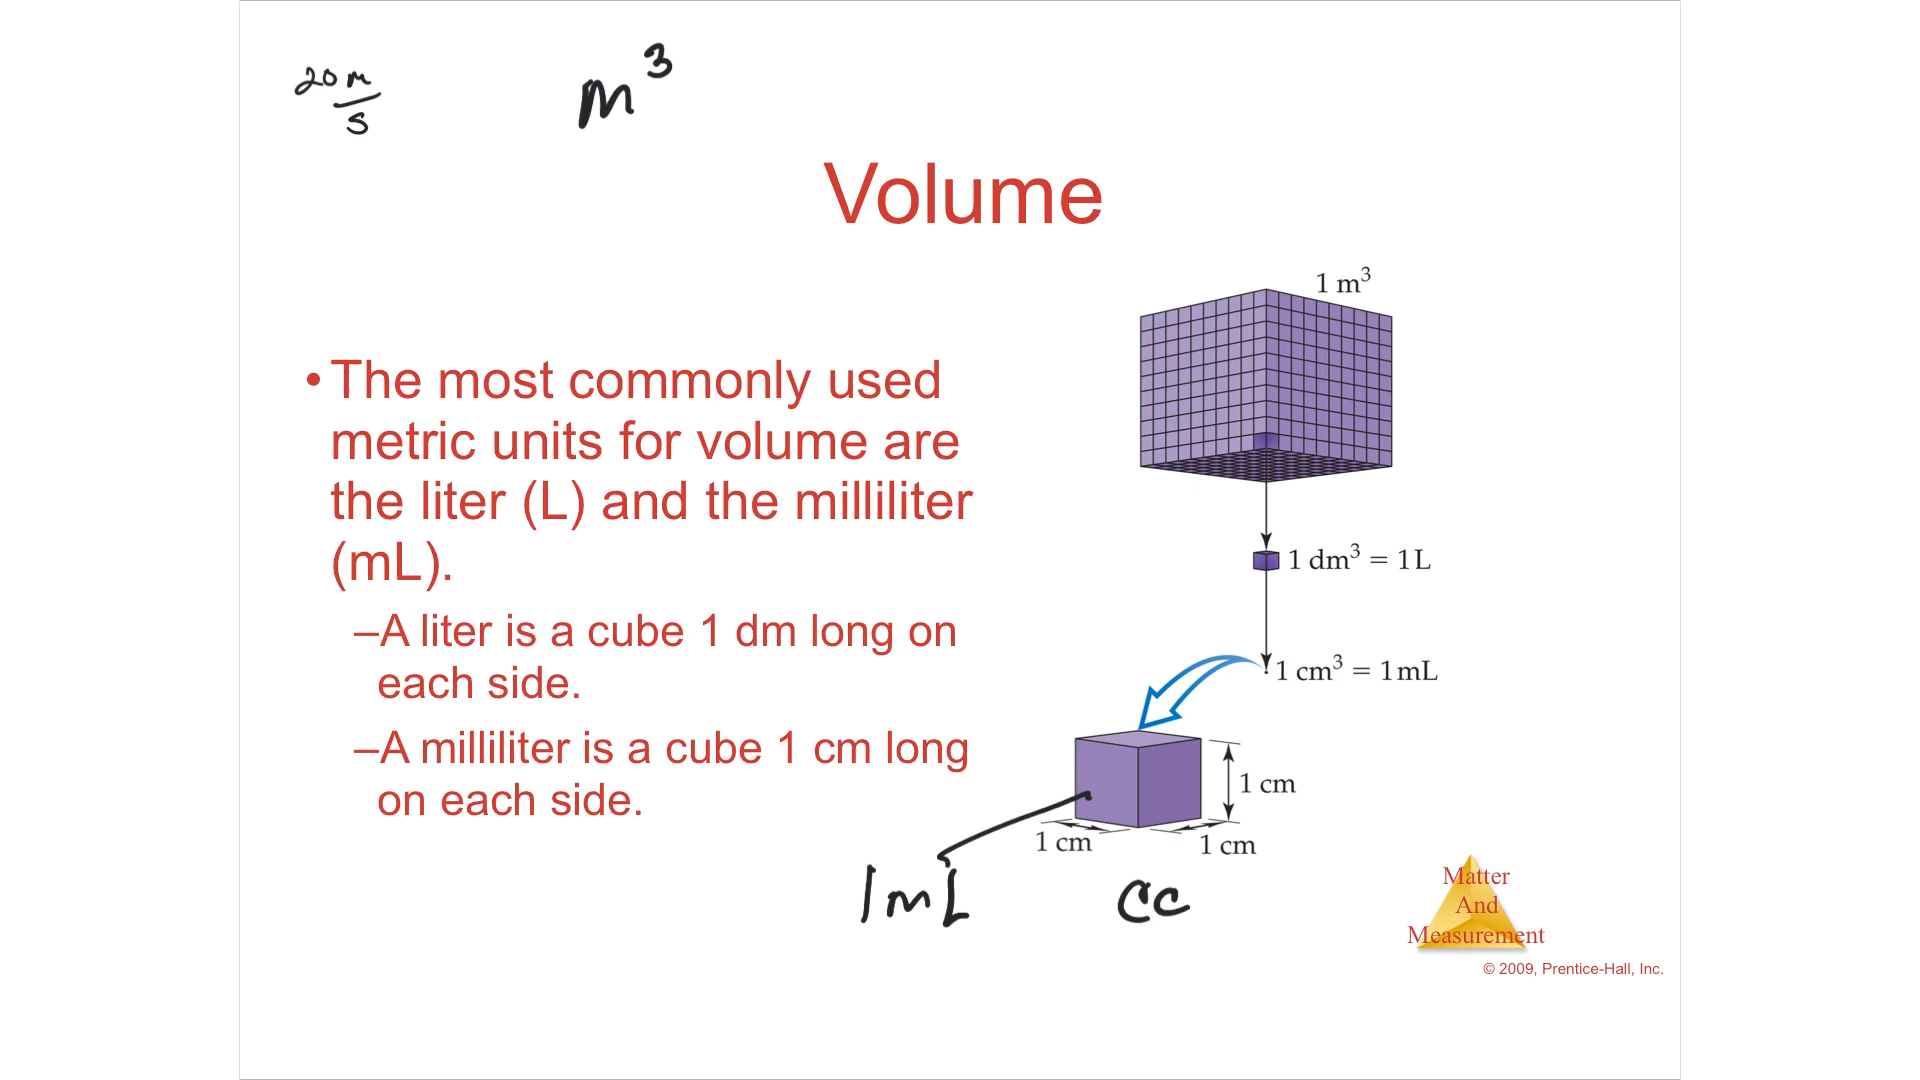 20 m
s
m³
Volume
1 m³
• The most commonly used
metric units for volume are
the liter (L) and the milliliter
(mL).
–A liter is a cube 1 dm long on
each side.
–A milliliter is a cube 1 cm long
on each side.
1 dm³ = 1 L
1 cm³ = 1 mL
1 cm
1 cm
1 cm
1mL
cc
Matter
And
Measurement
© 2009, Prentice-Hall, Inc.